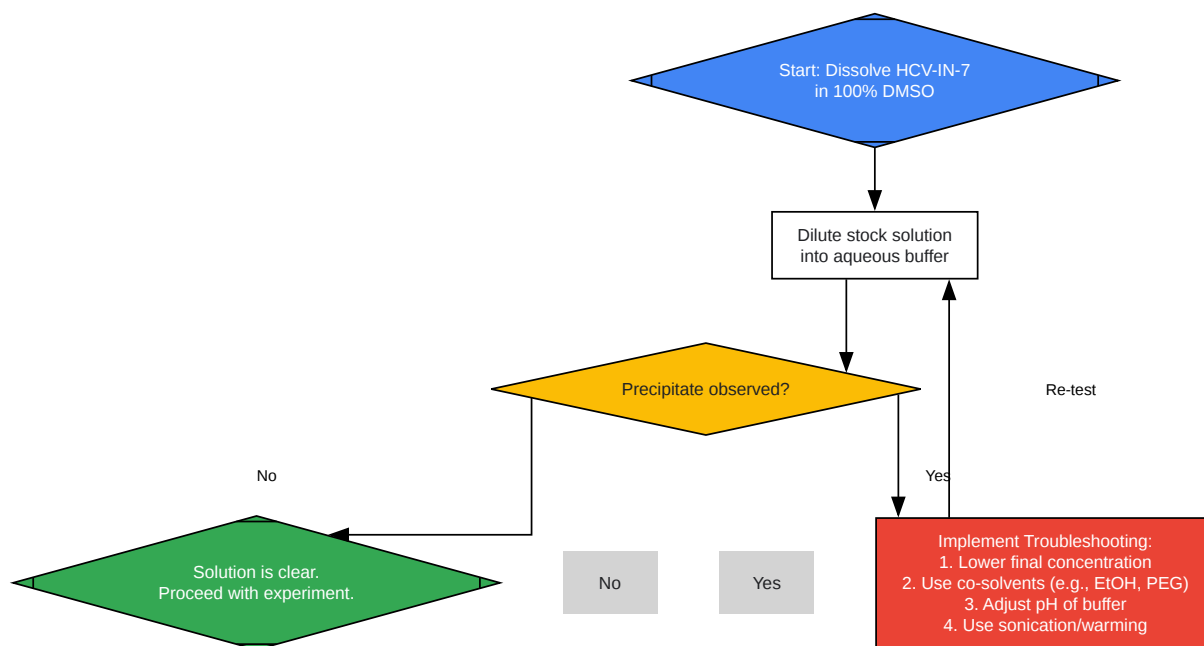 Start: Dissolve HCV-IN-7
in 100% DMSO
Dilute stock solution
into aqueous buffer
Precipitate observed?
Re-test
No
Yes
Solution is clear.
Proceed with experiment.
No
Yes
Implement Troubleshooting:
1. Lower final concentration
2. Use co-solvents (e.g., EtOH, PEG)
3. Adjust pH of buffer
4. Use sonication/warming